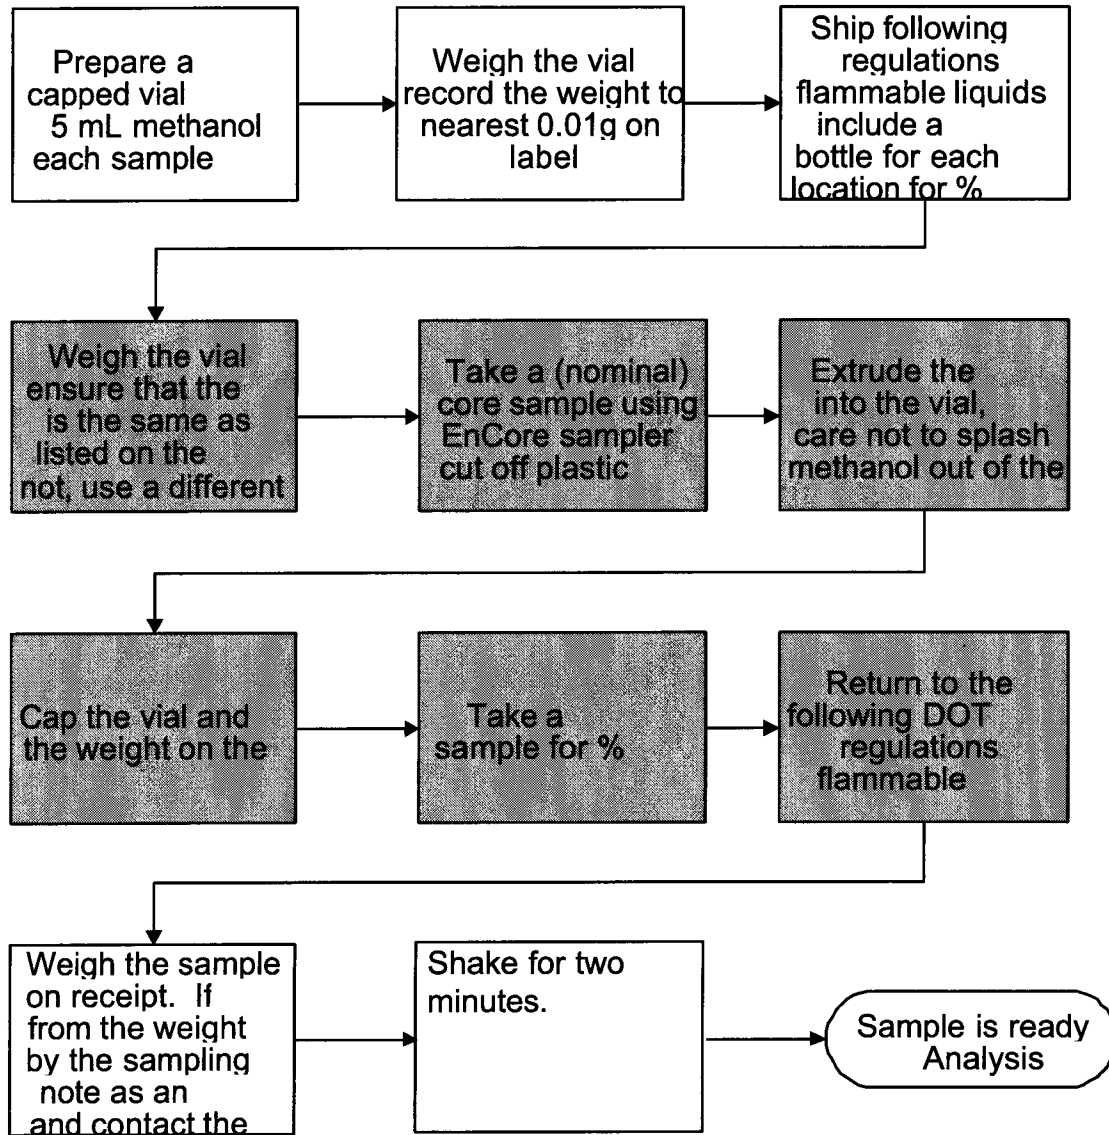 Prepare a
capped vial
5 mL methanol
each sample
Weigh the vial
record the weight to
nearest 0.01g on
label
Ship following
regulations
flammable liquids
include a
bottle for each
location for %
Weigh the vial
ensure that the
is the same as
listed on the
not, use a different
Take a (nominal)
core sample using
EnCore sampler
cut off plastic
Extrude the
into the vial,
care not to splash
methanol out of the
Cap the vial and
the weight on the
Take a
sample for %
Return to the
following DOT
regulations
flammable
Weigh the sample
on receipt. If
from the weight
by the sampling
note as an
and contact the
Shake for two
minutes.
Sample is ready
Analysis